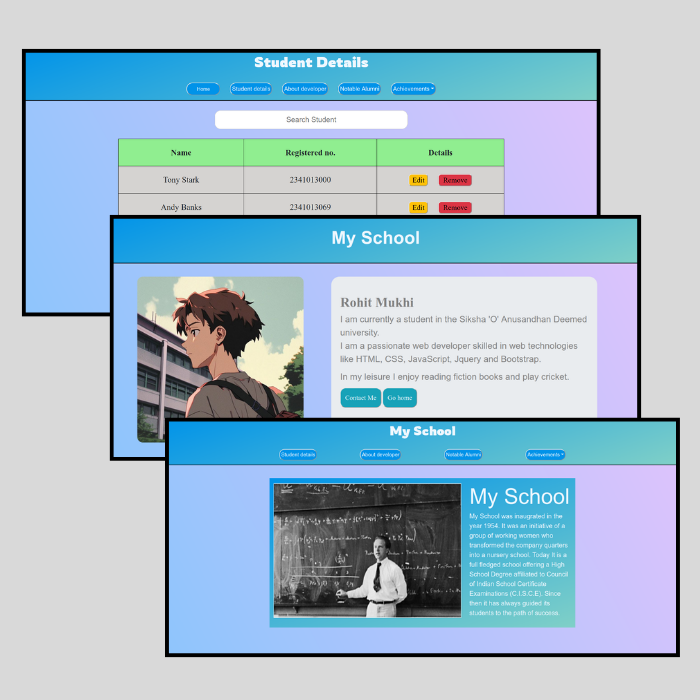 Student Details
Home Student details About developer Notable Alumni Achievements
Search Student
Name Registered no. Details
Tony Stark 2341013000 Edit Remove
Andy Banks 2341013069 Edit Remove
My School
Rohit Mukhi
I am currently a student in the Siksha 'O' Anusandhan Deemed
university.
I am a passionate web developer skilled in web technologies
like HTML, CSS, JavaScript, Jquery and Bootstrap.
In my leisure I enjoy reading fiction books and play cricket.
Contact Me Go home
My School
Student details About developer Notable Alumni Achievements
My School
My School was inaugrated in the
year 1954. It was an initiative of a
group of working women who
transformed the company quarters
into a nursery school. Today it is a
full fledged school offering a High
School Degree affiliated to Council
of Indian School Certificate
Examinations (C.I.S.C.E). Since
then it has always guided its
students to the path of success.